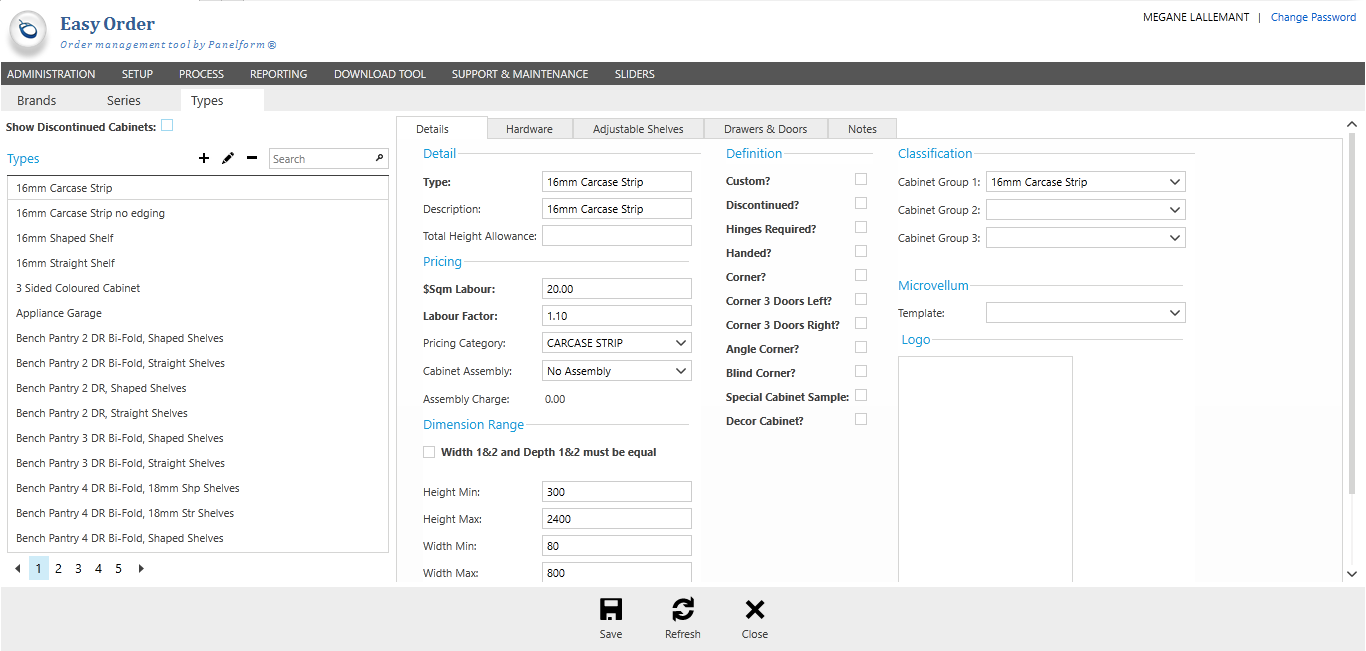 Easy Order
Order management tool by Panelform ®
MEGANE LALLEMANT | Change Password
ADMINISTRATION SETUP PROCESS REPORTING DOWNLOAD TOOL SUPPORT & MAINTENANCE SLIDERS
Brands Series Types
Show Discontinued Cabinets:
Types
Search
16mm Carcase Strip
16mm Carcase Strip no edging
16mm Shaped Shelf
16mm Straight Shelf
3 Sided Coloured Cabinet
Appliance Garage
Bench Pantry 2 DR Bi-Fold, Shaped Shelves
Bench Pantry 2 DR Bi-Fold, Straight Shelves
Bench Pantry 2 DR, Shaped Shelves
Bench Pantry 2 DR, Straight Shelves
Bench Pantry 3 DR Bi-Fold, Shaped Shelves
Bench Pantry 3 DR Bi-Fold, Straight Shelves
Bench Pantry 4 DR Bi-Fold, 18mm Shp Shelves
Bench Pantry 4 DR Bi-Fold, 18mm Str Shelves
Bench Pantry 4 DR Bi-Fold, Shaped Shelves
1 2 3 4 5
Details Hardware Adjustable Shelves Drawers & Doors Notes
Detail
Type: 16mm Carcase Strip
Description: 16mm Carcase Strip
Total Height Allowance:
Pricing
$Sqm Labour: 20.00
Labour Factor: 1.10
Pricing Category: CARCASE STRIP
Cabinet Assembly: No Assembly
Assembly Charge: 0.00
Dimension Range
Width 1&2 and Depth 1&2 must be equal
Height Min: 300
Height Max: 2400
Width Min: 80
Width Max: 800
Definition
Custom?
Discontinued?
Hinges Required?
Handed?
Corner?
Corner 3 Doors Left?
Corner 3 Doors Right?
Angle Corner?
Blind Corner?
Special Cabinet Sample:
Decor Cabinet?
Classification
Cabinet Group 1: 16mm Carcase Strip
Cabinet Group 2:
Cabinet Group 3:
Microvellum
Template:
Logo
Save Refresh Close